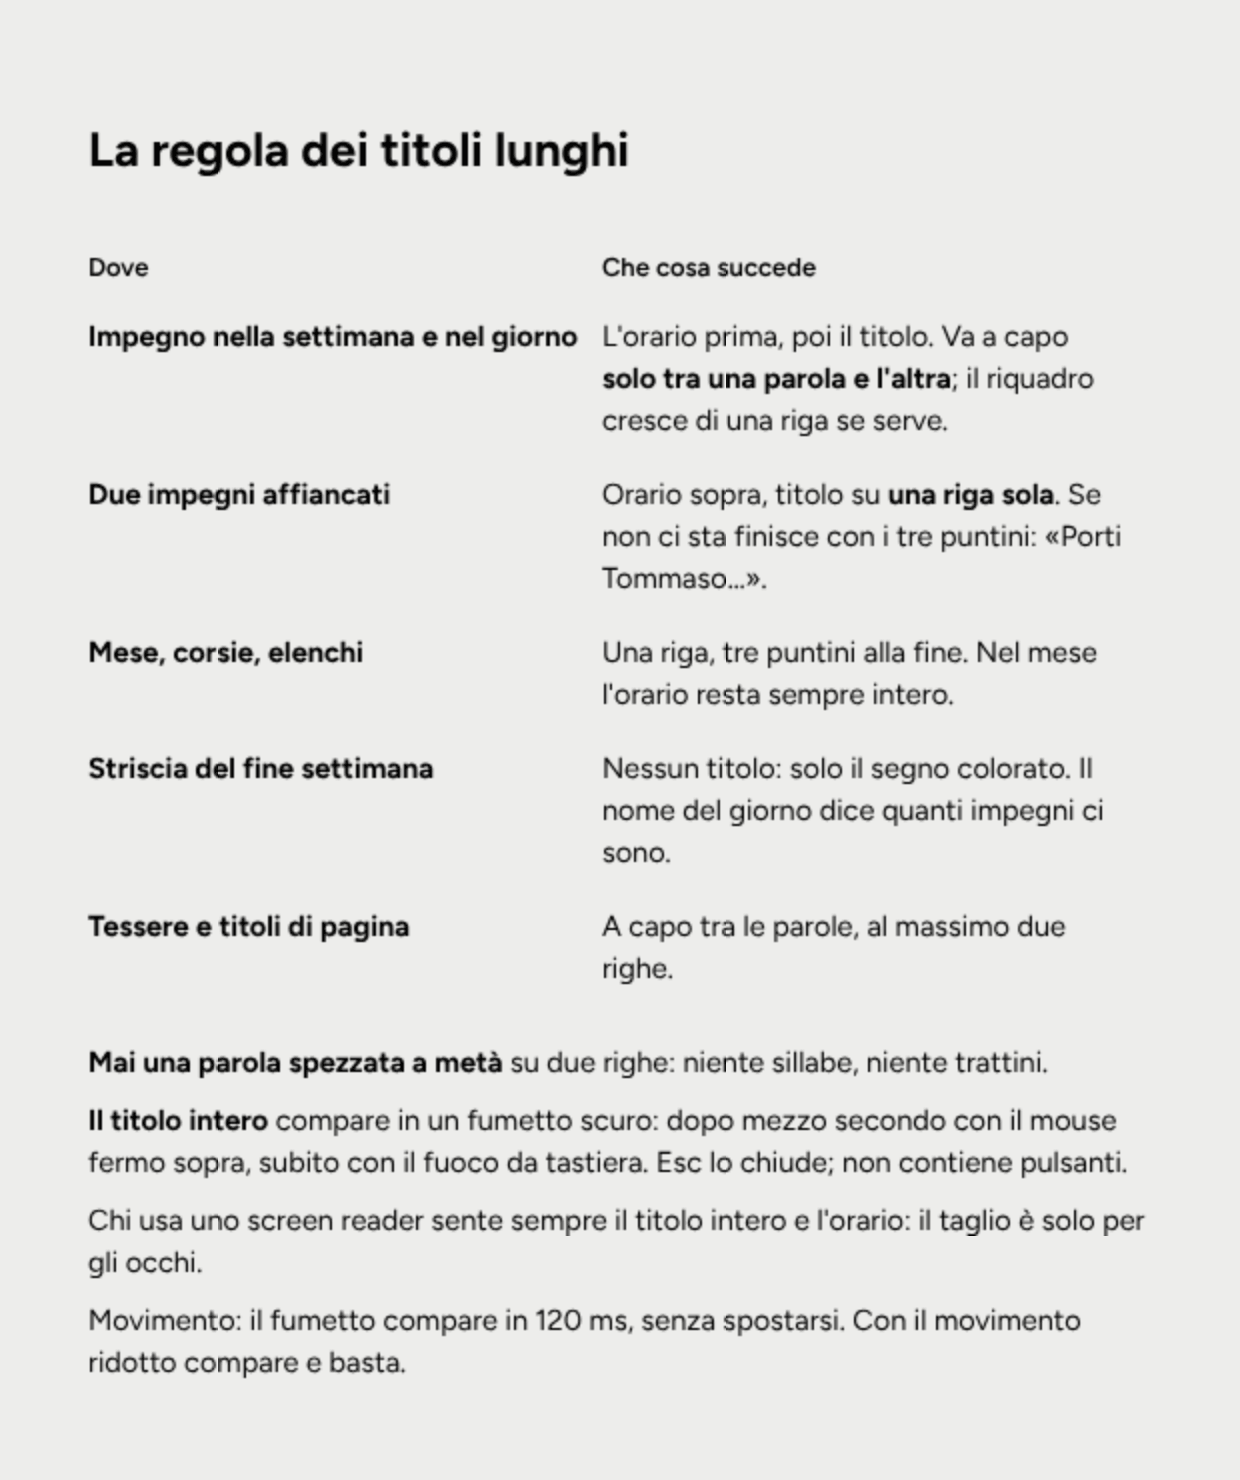 La regola dei titoli lunghi
Dove
Che cosa succede
Impegno nella settimana e nel giorno
L'orario prima, poi il titolo. Va a capo
solo tra una parola e l'altra; il riquadro
cresce di una riga se serve.
Due impegni affiancati
Orario sopra, titolo su una riga sola. Se
non ci sta finisce con i tre puntini: «Porti
Tommaso…».
Mese, corsie, elenchi
Una riga, tre puntini alla fine. Nel mese
l'orario resta sempre intero.
Striscia del fine settimana
Nessun titolo: solo il segno colorato. Il
nome del giorno dice quanti impegni ci
sono.
Tessere e titoli di pagina
A capo tra le parole, al massimo due
righe.
Mai una parola spezzata a metà su due righe: niente sillabe, niente trattini.
Il titolo intero compare in un fumetto scuro: dopo mezzo secondo con il mouse
fermo sopra, subito con il fuoco da tastiera. Esc lo chiude; non contiene pulsanti.
Chi usa uno screen reader sente sempre il titolo intero e l'orario: il taglio è solo per
gli occhi.
Movimento: il fumetto compare in 120 ms, senza spostarsi. Con il movimento
ridotto compare e basta.